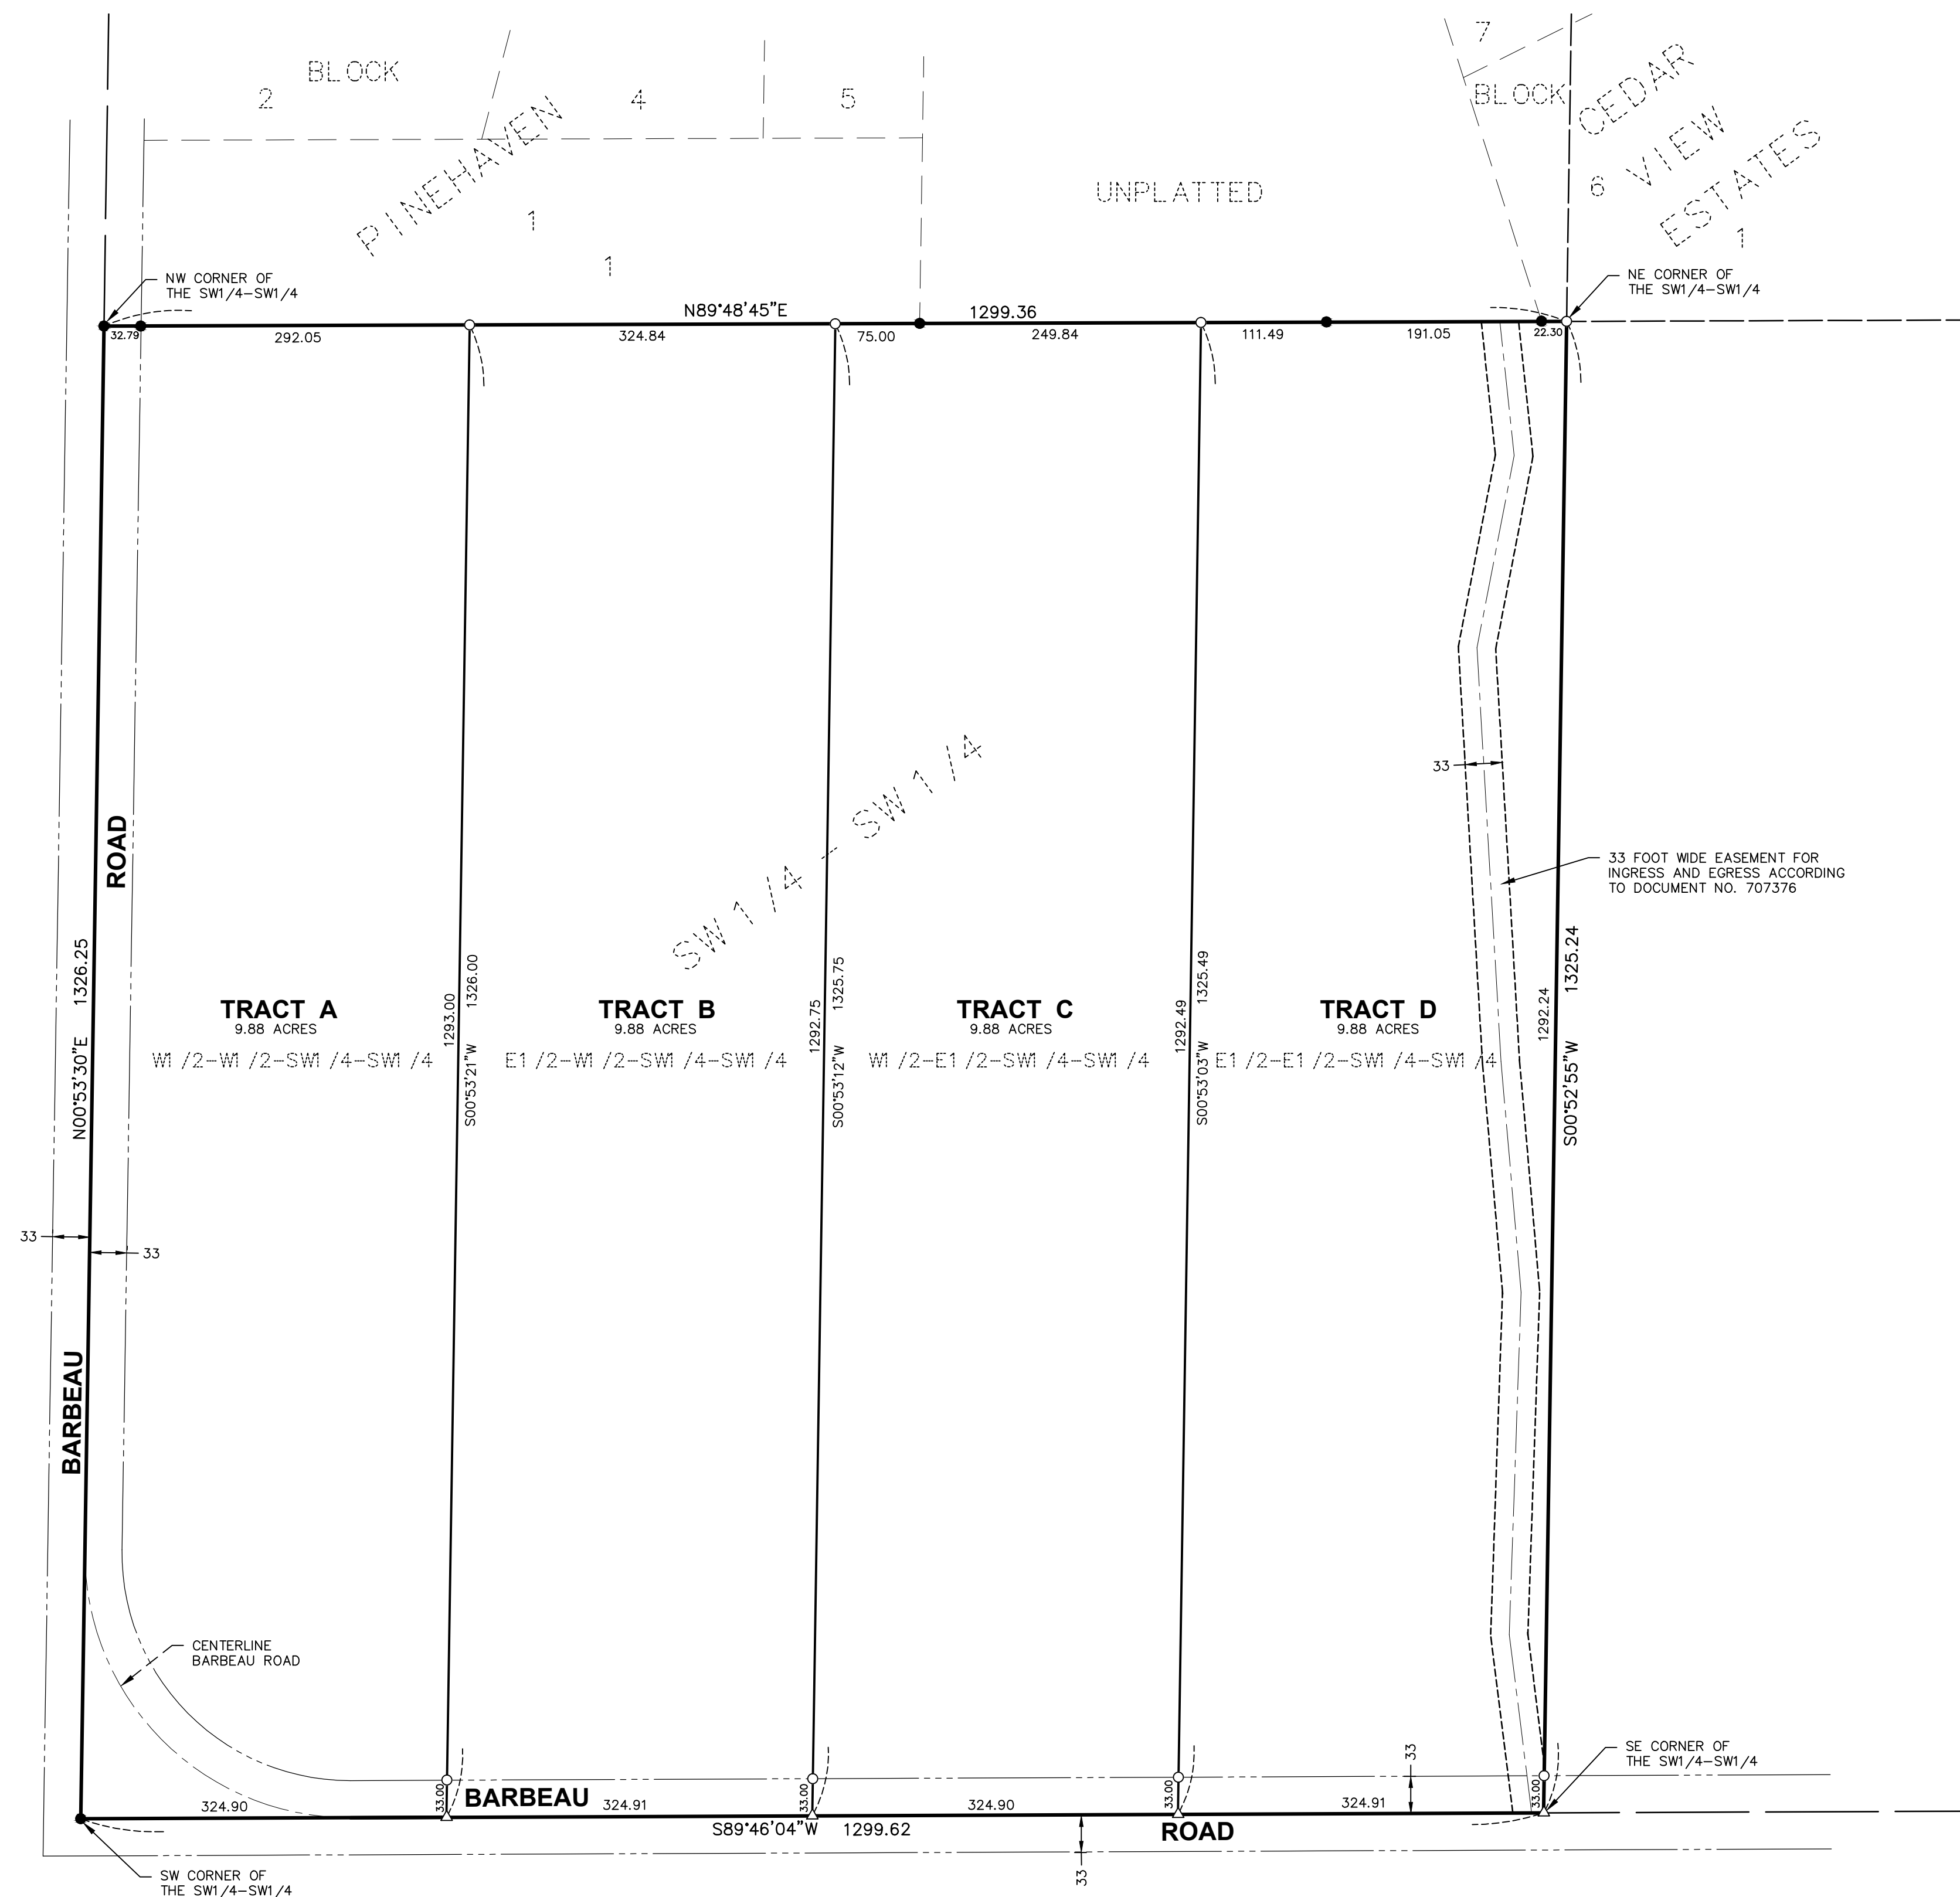 7
BLOCK
CEDAR
BLOCK
2
4
5
VIEW
PINEHAVEN
ESTATES
UNPLATTED
6
1
1
1
NW CORNER OF
THE SW1/4-SW1/4
NE CORNER OF
THE SW1/4-SW1/4
N89°48'45"E 1299.36
32.79
292.05
324.84
75.00
249.84
111.49
191.05
22.30
SW1/4 - SW1/4
33
ROAD
33 FOOT WIDE EASEMENT FOR
INGRESS AND EGRESS ACCORDING
TO DOCUMENT NO. 707376
N00°53'30"E 1326.25
1293.00
S00°53'21"W 1326.00
1292.75
S00°53'12"W 1325.75
1292.49
S00°53'03"W 1325.49
1292.24
S00°52'55"W 1325.24
TRACT A
9.88 ACRES
W1/2-W1/2-SW1/4-SW1/4
TRACT B
9.88 ACRES
E1/2-W1/2-SW1/4-SW1/4
TRACT C
9.88 ACRES
W1/2-E1/2-SW1/4-SW1/4
TRACT D
9.88 ACRES
E1/2-E1/2-SW1/4-SW1/4
33
33
BARBEAU
CENTERLINE
BARBEAU ROAD
33
SE CORNER OF
THE SW1/4-SW1/4
33.00
33.00
33.00
33.00
BARBEAU
324.90
324.91
324.90
324.91
S89°46'04"W 1299.62
ROAD
33
SW CORNER OF
THE SW1/4-SW1/4